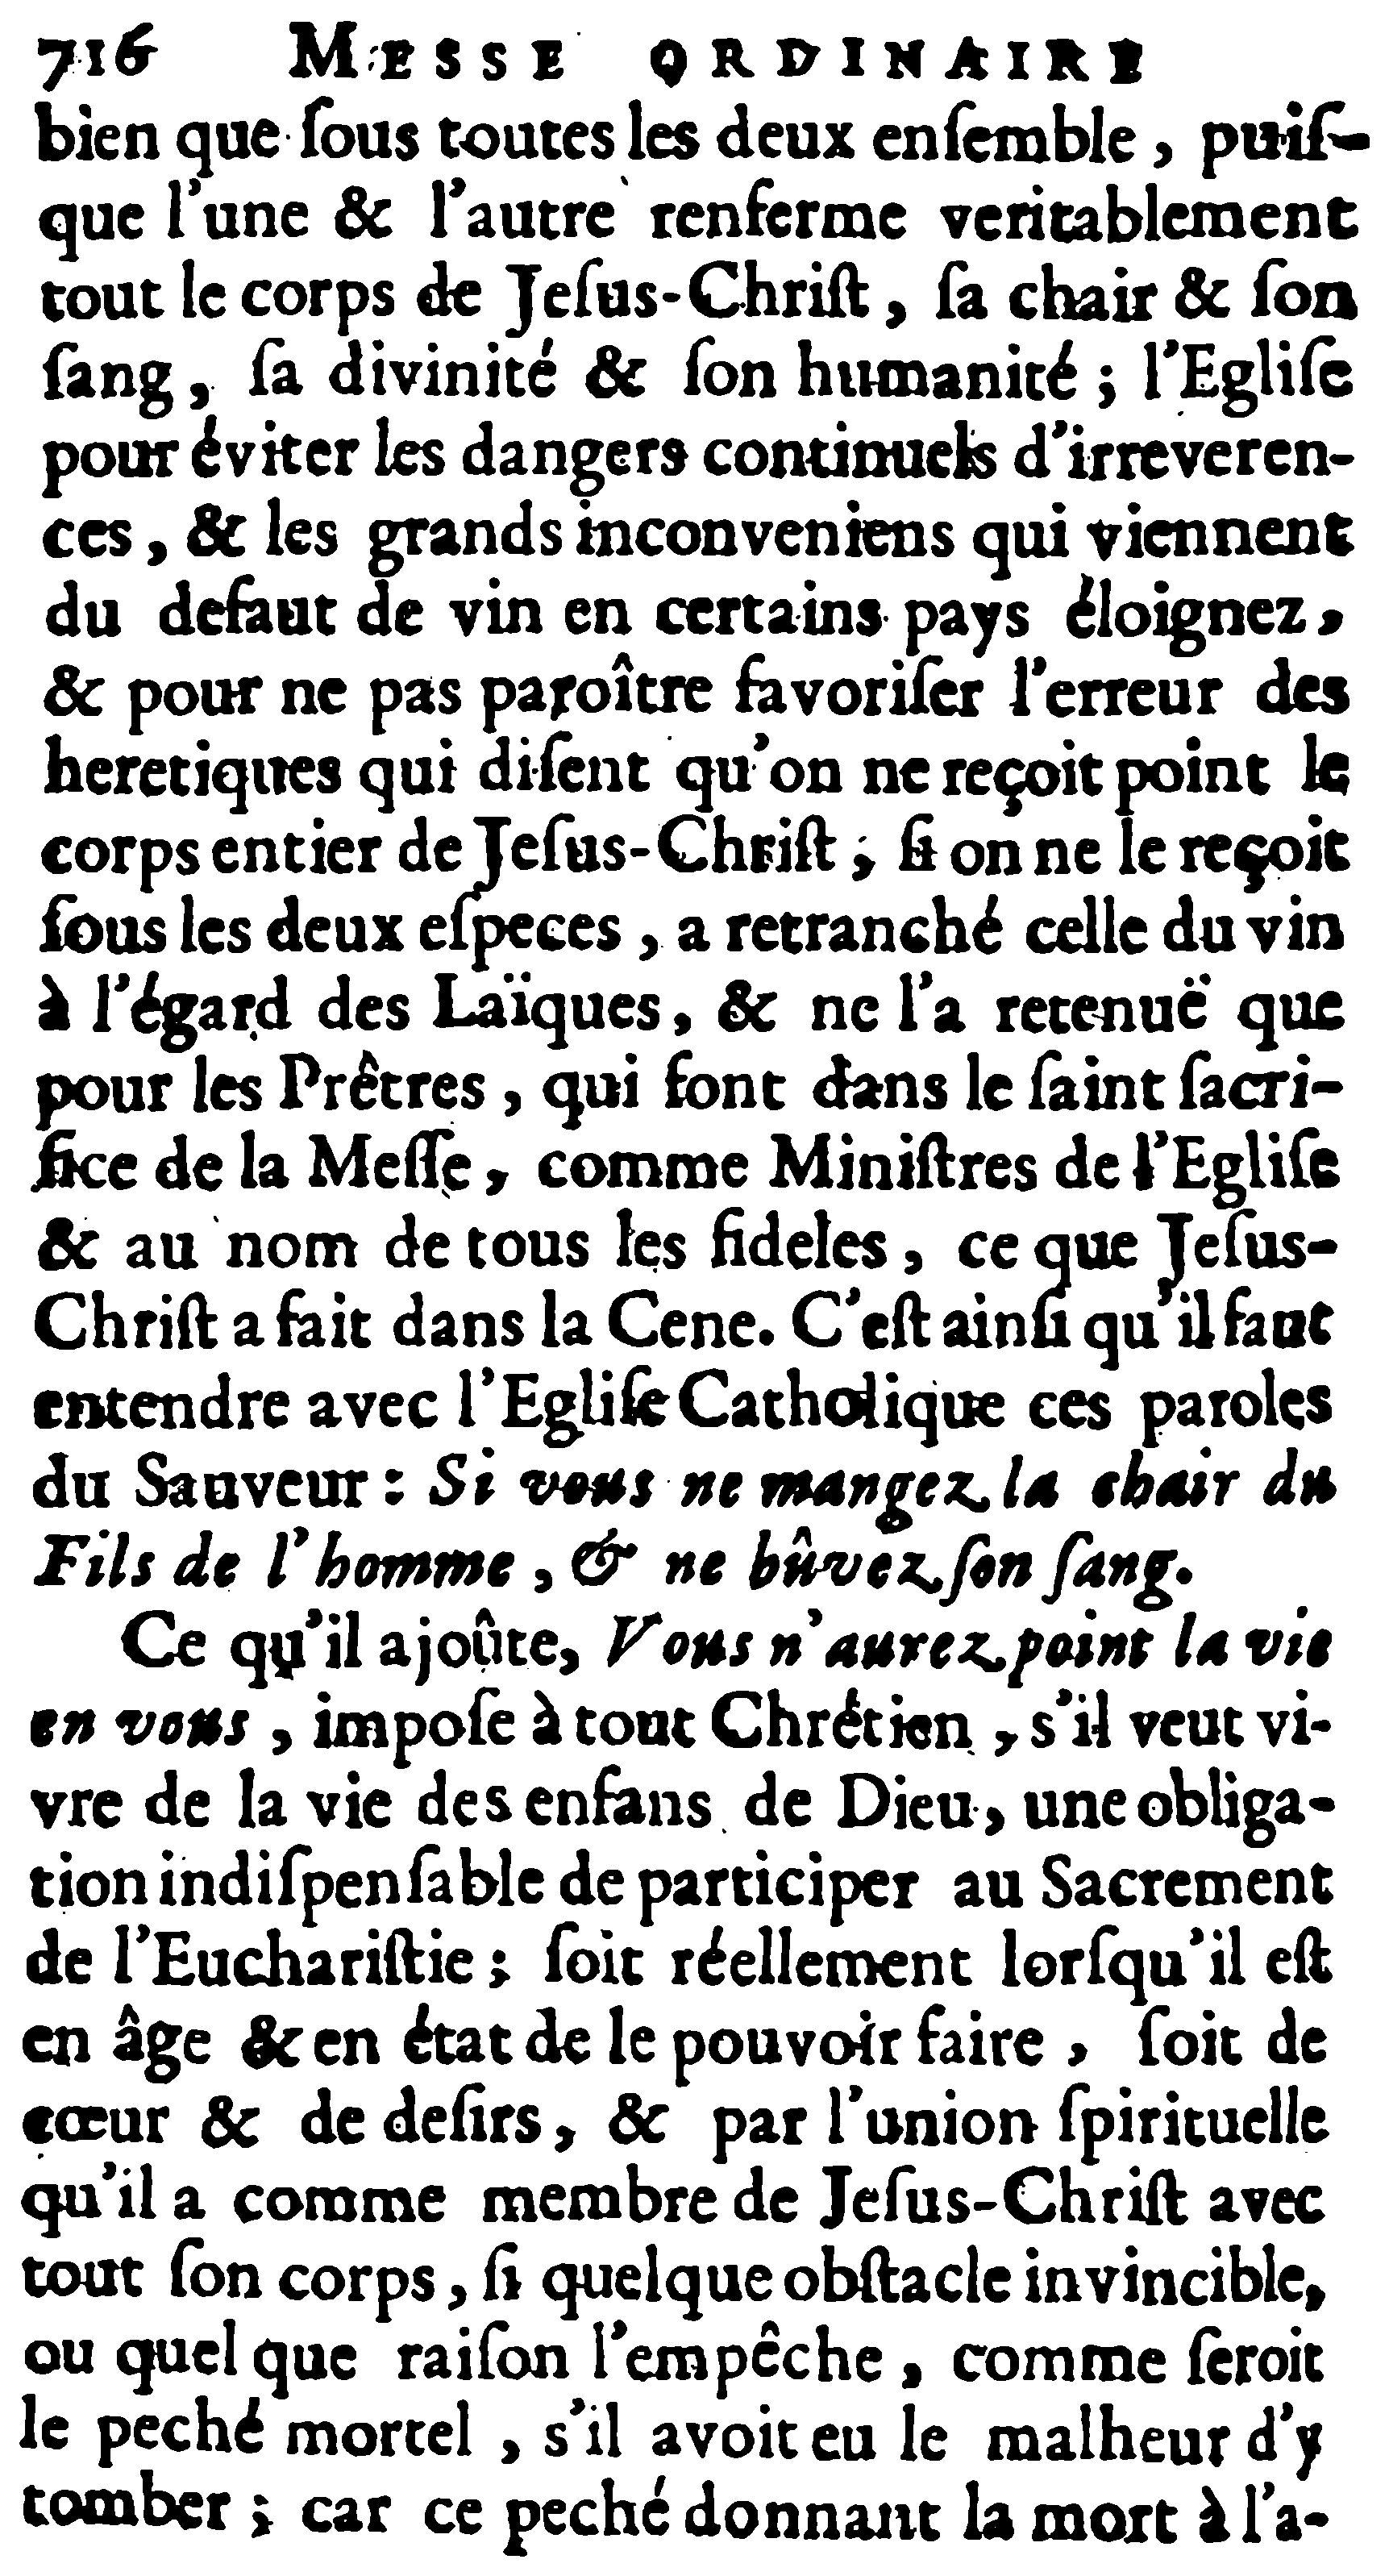 716 MESSE ORDINAIRE
bien que ſous toutes les deux enſemble, puiſ-
que l'une & l'autre renferme veritablement
tout le corps de Jeſus-Chriſt, ſa chair & ſon
ſang, ſa divinité & ſon humanité; l'Egliſe
pour éviter les dangers continuels d'irreveren-
ces, & les grands inconveniens qui viennent
du defaut de vin en certains pays éloignez,
& pour ne pas paroître favoriſer l'erreur des
heretiques qui diſent qu'on ne reçoit point le
corps entier de Jeſus-Chriſt; ſi on ne le reçoit
ſous les deux eſpeces, a retranché celle du vin
à l'égard des Laïques, & ne l'a retenuë que
pour les Prêtres, qui font dans le ſaint ſacri-
fice de la Meſſe, comme Miniſtres de l'Egliſe
& au nom de tous les fideles, ce que Jeſus-
Chriſt a fait dans la Cene. C'eſt ainſi qu'il faut
entendre avec l'Egliſe Catholique ces paroles
du Sauveur: Si vous ne mangez la chair du
Fils de l'homme, & ne bûvez ſon ſang.
Ce qu'il ajoûte, Vous n'aurez point la vie
en vous, impoſe à tout Chrétien, s'il veut vi-
vre de la vie des enfans de Dieu, une obliga-
tion indiſpenſable de participer au Sacrement
de l'Euchariſtie; ſoit réellement lorſqu'il eſt
en âge & en état de le pouvoir faire, ſoit de
cœur & de deſirs, & par l'union ſpirituelle
qu'il a comme membre de Jeſus-Chriſt avec
tout ſon corps, ſi quelque obſtacle invincible,
ou quel que raiſon l'empêche, comme ſeroit
le peché mortel, s'il avoit eu le malheur d'y
tomber; car ce peché donnant la mort à l'a-